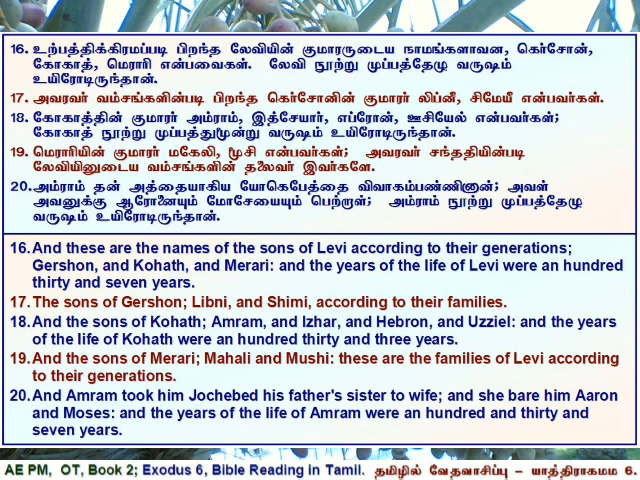 16. உற்பத்திக்கிரமப்படி பிறந்த லேவியின் குமாரருடைய நாமங்களாவன, கெர்சோன்,
கோகாத், மெராரி என்பவைகள். லேவி நூற்று முப்பத்தேழு வருஷம்
உயிரோடிருந்தான்.
17. அவரவர் வம்சங்களின்படி பிறந்த கெர்சோனின் குமாரர் லிப்னீ, சிமேயீ என்பவர்கள்.
18. கோகாத்தின் குமாரர் அம்ராம், இத்சேயார், எப்ரோன், ஊசியேல் என்பவர்கள்;
கோகாத் நூற்று முப்பத்துமூன்று வருஷம் உயிரோடிருந்தான்.
19. மெராரியின் குமாரர் மகேலி, மூசி என்பவர்கள்; அவரவர் சந்ததியின்படி
லேவியினுடைய வம்சங்களின் தலைவர் இவர்களே.
20. அம்ராம் தன் அத்தையாகிய யோகெபேத்தை விவாகம்பண்ணினான்; அவள்
அவனுக்கு ஆரோனையும் மோசேயையும் பெற்றாள்; அம்ராம் நூற்று முப்பத்தேழு
வருஷம் உயிரோடிருந்தான்.
16. And these are the names of the sons of Levi according to their generations;
Gershon, and Kohath, and Merari: and the years of the life of Levi were an hundred
thirty and seven years.
17. The sons of Gershon; Libni, and Shimi, according to their families.
18. And the sons of Kohath; Amram, and Izhar, and Hebron, and Uzziel: and the years
of the life of Kohath were an hundred thirty and three years.
19. And the sons of Merari; Mahali and Mushi: these are the families of Levi according
to their generations.
20. And Amram took him Jochebed his father's sister to wife; and she bare him Aaron
and Moses: and the years of the life of Amram were an hundred and thirty and
seven years.
AE PM, OT, Book 2; Exodus 6, Bible Reading in Tamil. தமிழில் வேதவாசிப்பு – யாத்திராகமம 6.